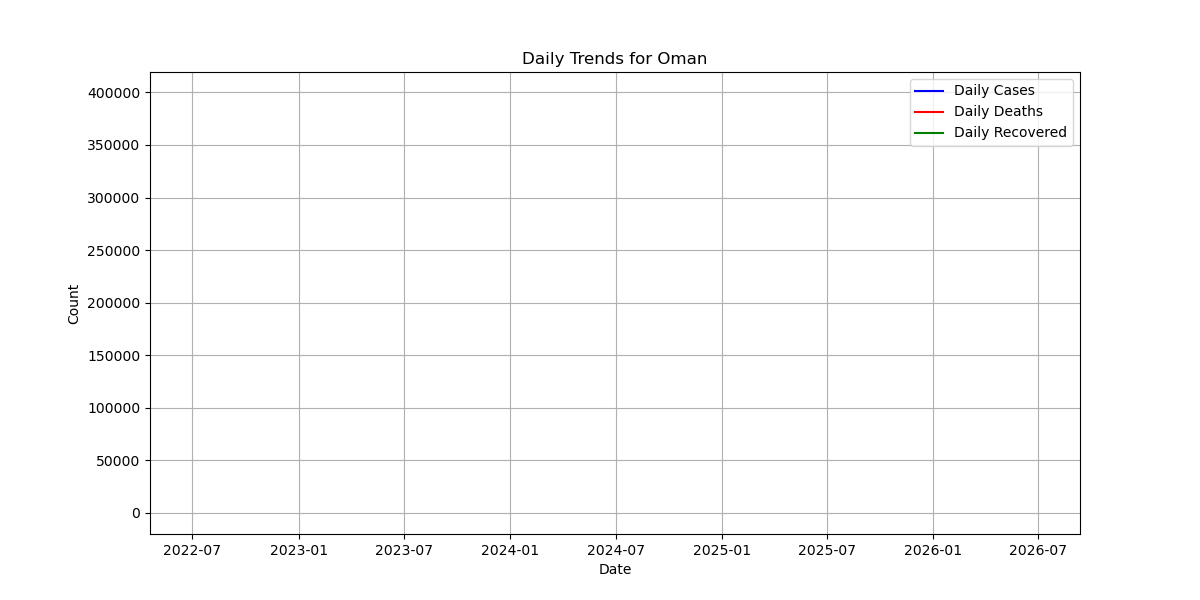 Daily Trends for Oman
Daily Cases
Daily Deaths
Daily Recovered
400000
350000
300000
250000
200000
150000
100000
50000
0
Count
2022-07 2023-01 2023-07 2024-01 2024-07 2025-01 2025-07 2026-01 2026-07
Date